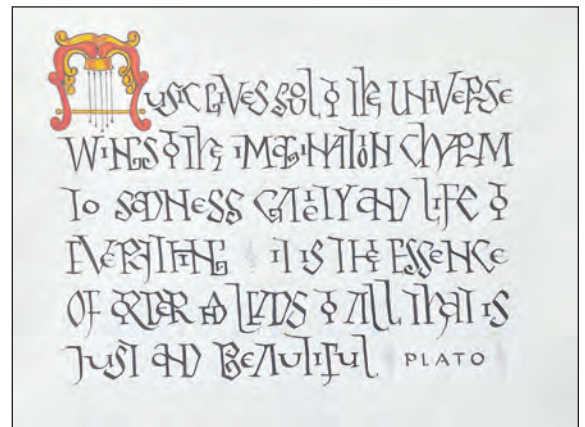 MUSIC GIVES SOUL TO THE UNIVERSE
WINGS TO THE IMAGINATION CHARM
TO SADNESS GAIETY AND LIFE TO
EVERYTHING IT IS THE ESSENCE
OF ORDER AND LEADS TO ALL THAT IS
JUST AND BEAUTIFUL PLATO